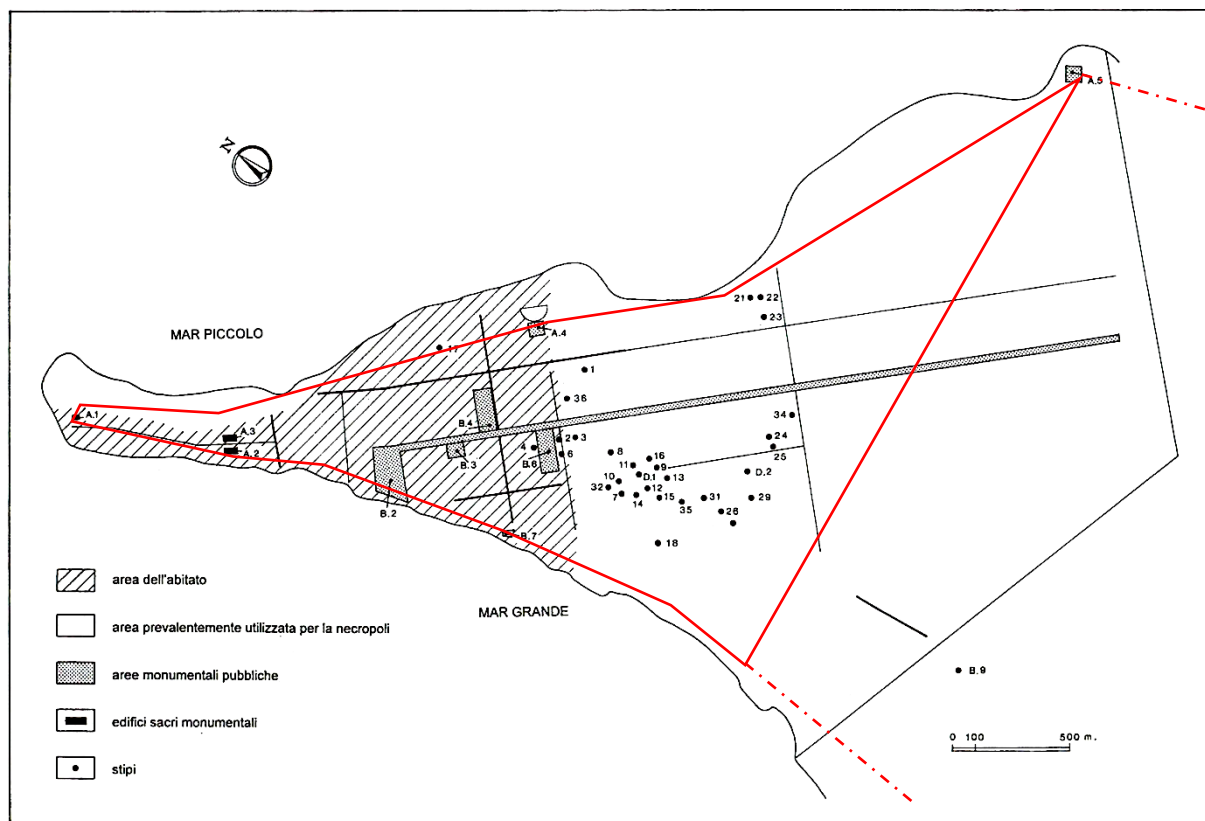 A.5
N
21
22
23
MAR PICCOLO
17
A.4
1
36
A.1
A.3
A.2
B.4
34
2
3
24
4
6
8
16
25
B.3
B.6
11
9
D.2
10
D.1
13
32
12
7
14
15
31
29
35
26
B.2
B.7
18
area dell'abitato
MAR GRANDE
area prevalentemente utilizzata per la necropoli
B.9
aree monumentali pubbliche
edifici sacri monumentali
0 100 500 m.
stipi